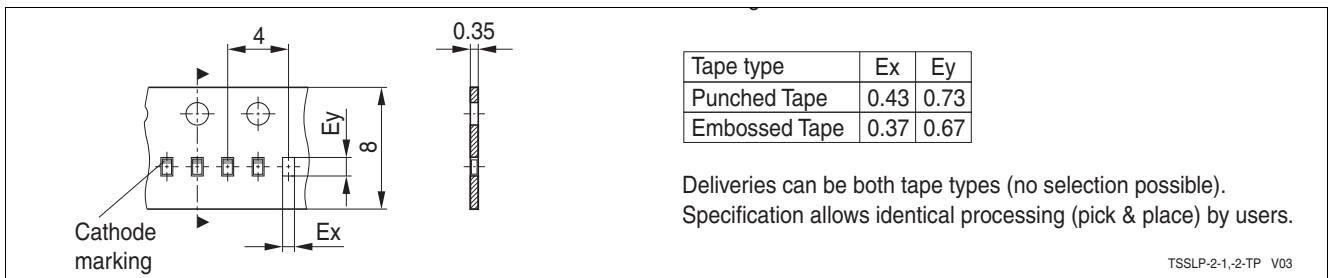 4
0.35
Ey
8
Ex
Cathode
marking
Tape type Ex Ey
Punched Tape 0.43 0.73
Embossed Tape 0.37 0.67
Deliveries can be both tape types (no selection possible).
Specification allows identical processing (pick & place) by users.
TSSLP-2-1,-2-TP V03